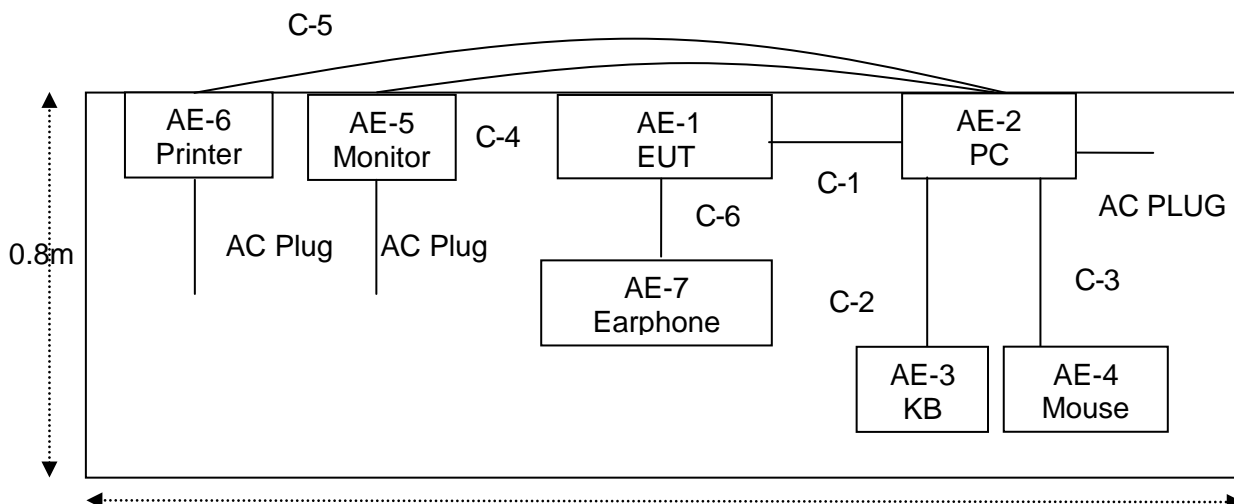 C-5
AE-6
Printer
AE-5
Monitor
C-4
AE-1
EUT
AE-2
PC
C-1
AC PLUG
C-6
0.8m
AC Plug
AC Plug
AE-7
Earphone
C-2
C-3
AE-3
KB
AE-4
Mouse